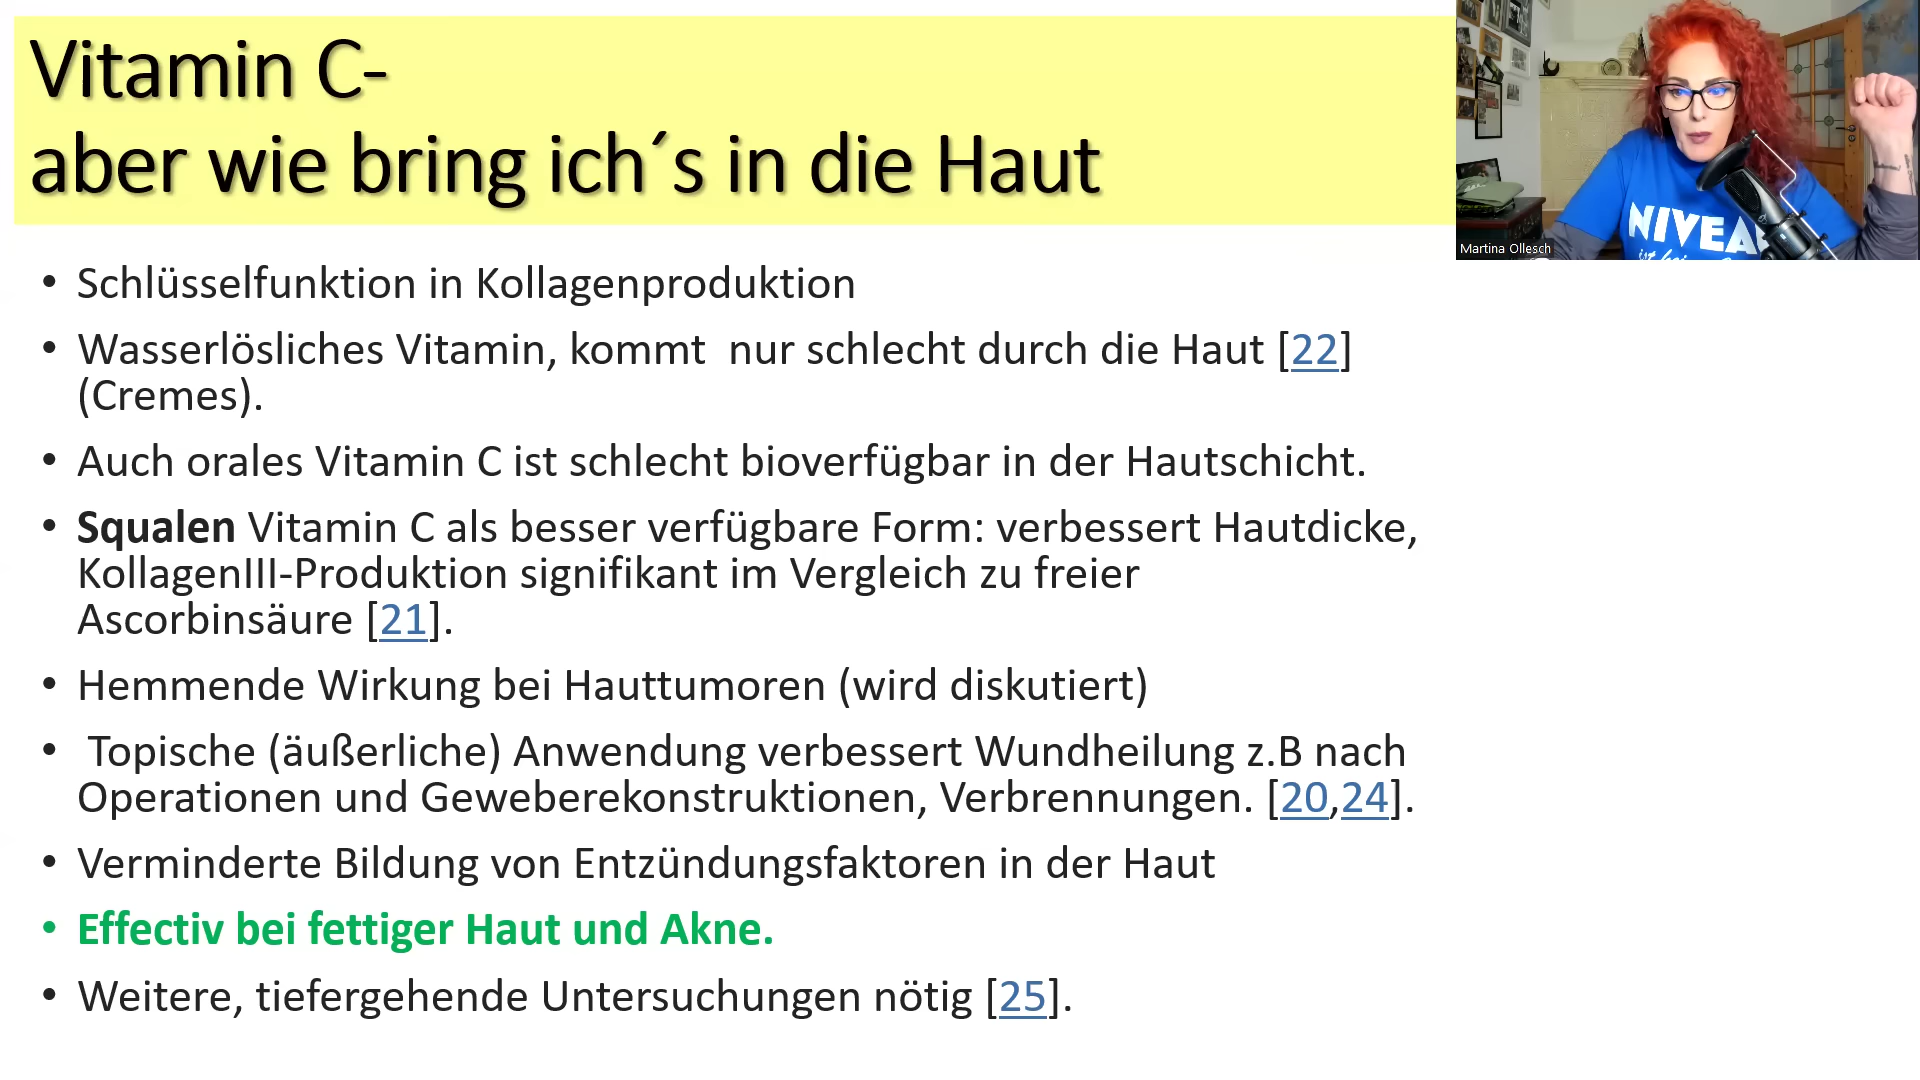 Vitamin C-
aber wie bring ich´s in die Haut
Martina Ollesch
NIVEA
ist bei
• Schlüsselfunktion in Kollagenproduktion
• Wasserlösliches Vitamin, kommt  nur schlecht durch die Haut [22]
(Cremes).
• Auch orales Vitamin C ist schlecht bioverfügbar in der Hautschicht.
• Squalen Vitamin C als besser verfügbare Form: verbessert Hautdicke,
KollagenIII-Produktion signifikant im Vergleich zu freier
Ascorbinsäure [21].
• Hemmende Wirkung bei Hauttumoren (wird diskutiert)
• Topische (äußerliche) Anwendung verbessert Wundheilung z.B nach
Operationen und Geweberekonstruktionen, Verbrennungen. [20,24].
• Verminderte Bildung von Entzündungsfaktoren in der Haut
• Effectiv bei fettiger Haut und Akne.
• Weitere, tiefergehende Untersuchungen nötig [25].